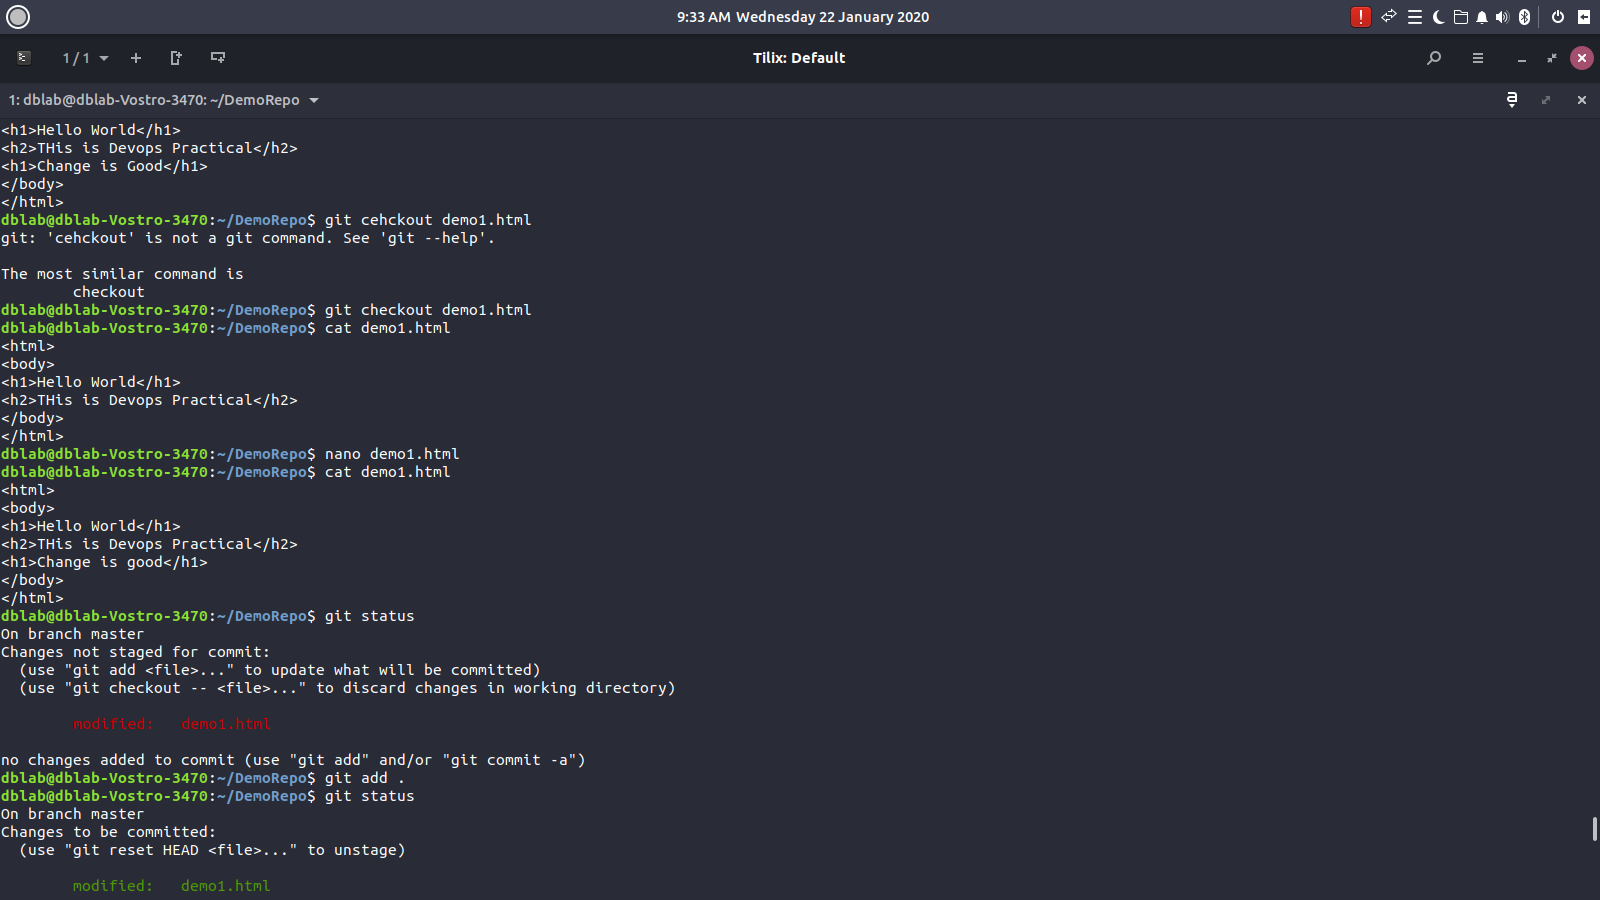 9:33 AM Wednesday 22 January 2020
1 / 1
Tilix: Default
1: dblab@dblab-Vostro-3470: ~/DemoRepo
<h1>Hello World</h1>
<h2>THis is Devops Practical</h2>
<h1>Change is Good</h1>
</body>
</html>
dblab@dblab-Vostro-3470:~/DemoRepo$ git cehckout demo1.html
git: 'cehckout' is not a git command. See 'git --help'.
The most similar command is
        checkout
dblab@dblab-Vostro-3470:~/DemoRepo$ git checkout demo1.html
dblab@dblab-Vostro-3470:~/DemoRepo$ cat demo1.html
<html>
<body>
<h1>Hello World</h1>
<h2>THis is Devops Practical</h2>
</body>
</html>
dblab@dblab-Vostro-3470:~/DemoRepo$ nano demo1.html
dblab@dblab-Vostro-3470:~/DemoRepo$ cat demo1.html
<html>
<body>
<h1>Hello World</h1>
<h2>THis is Devops Practical</h2>
<h1>Change is good</h1>
</body>
</html>
dblab@dblab-Vostro-3470:~/DemoRepo$ git status
On branch master
Changes not staged for commit:
  (use "git add <file>..." to update what will be committed)
  (use "git checkout -- <file>..." to discard changes in working directory)
        modified:   demo1.html
no changes added to commit (use "git add" and/or "git commit -a")
dblab@dblab-Vostro-3470:~/DemoRepo$ git add .
dblab@dblab-Vostro-3470:~/DemoRepo$ git status
On branch master
Changes to be committed:
  (use "git reset HEAD <file>..." to unstage)
        modified:   demo1.html